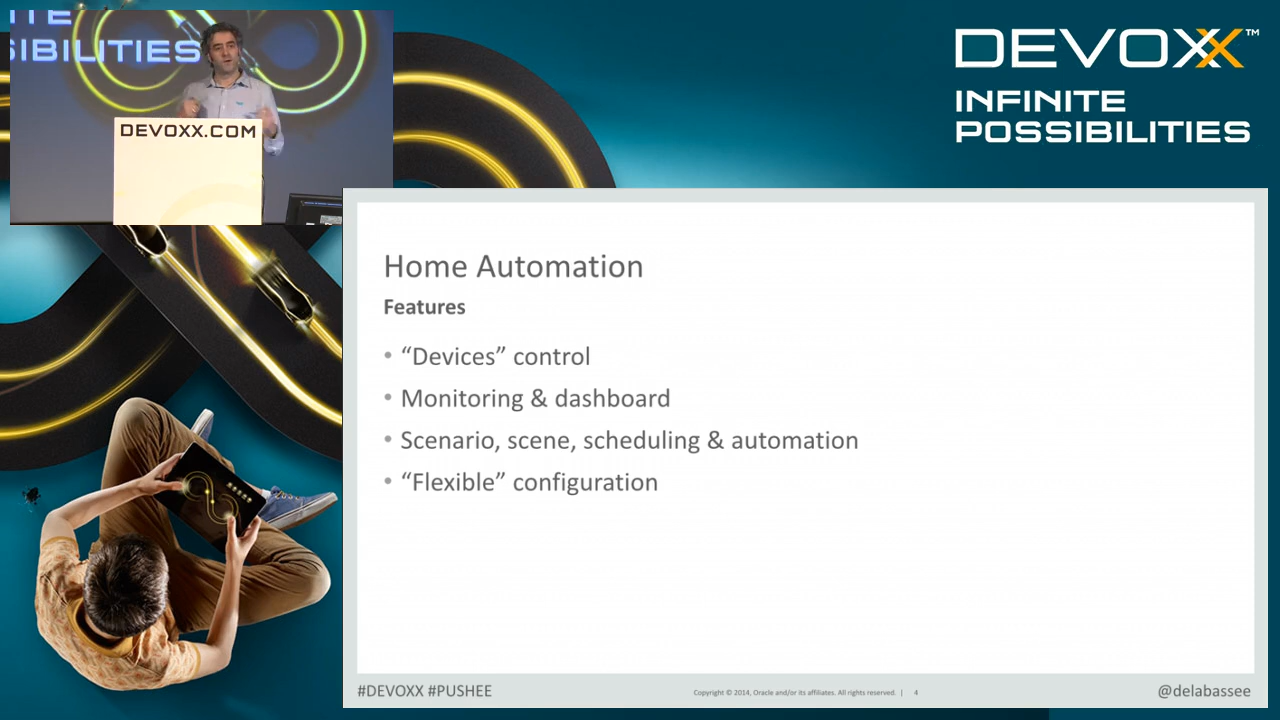 ITE
SIBILITIES
DEVOXX.COM
DEVOXX™
INFINITE
POSSIBILITIES
Home Automation
Features
• “Devices” control
• Monitoring & dashboard
• Scenario, scene, scheduling & automation
• “Flexible” configuration
#DEVOXX #PUSHEE
Copyright © 2014, Oracle and/or its affiliates. All rights reserved. |
4
@delabassee